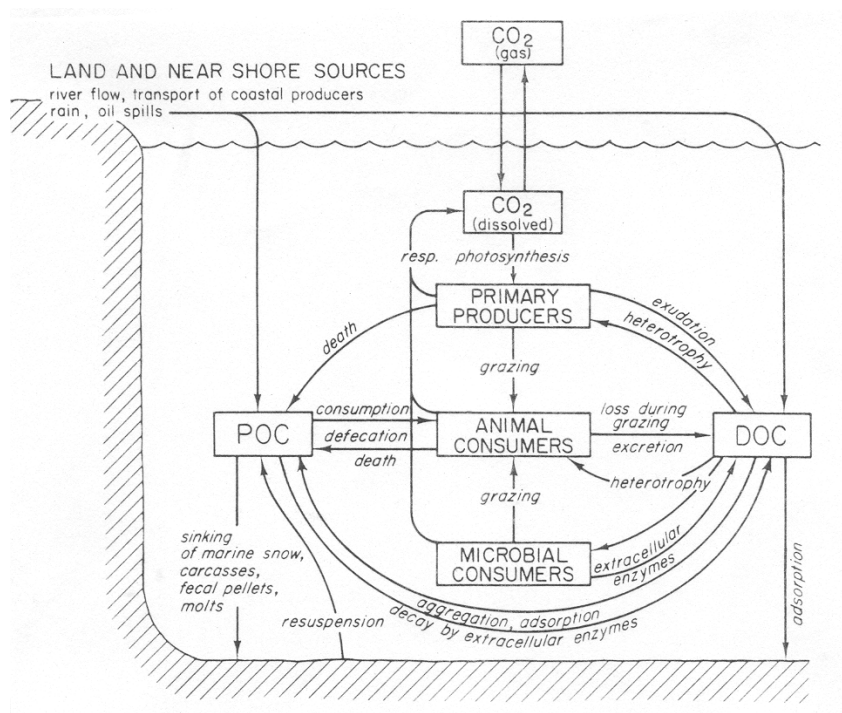 CO2
(gas)
LAND AND NEAR SHORE SOURCES
river flow, transport of coastal producers
rain, oil spills
CO2
(dissolved)
resp. photosynthesis
PRIMARY
PRODUCERS
exudation
heterotrophy
death
grazing
POC
consumption
defecation
death
ANIMAL
CONSUMERS
loss during
grazing
excretion
DOC
heterotrophy
grazing
MICROBIAL
CONSUMERS
extracellular
enzymes
sinking
of marine snow,
carcasses,
fecal pellets,
molts
resuspension
aggregation, adsorption
decay by extracellular enzymes
adsorption